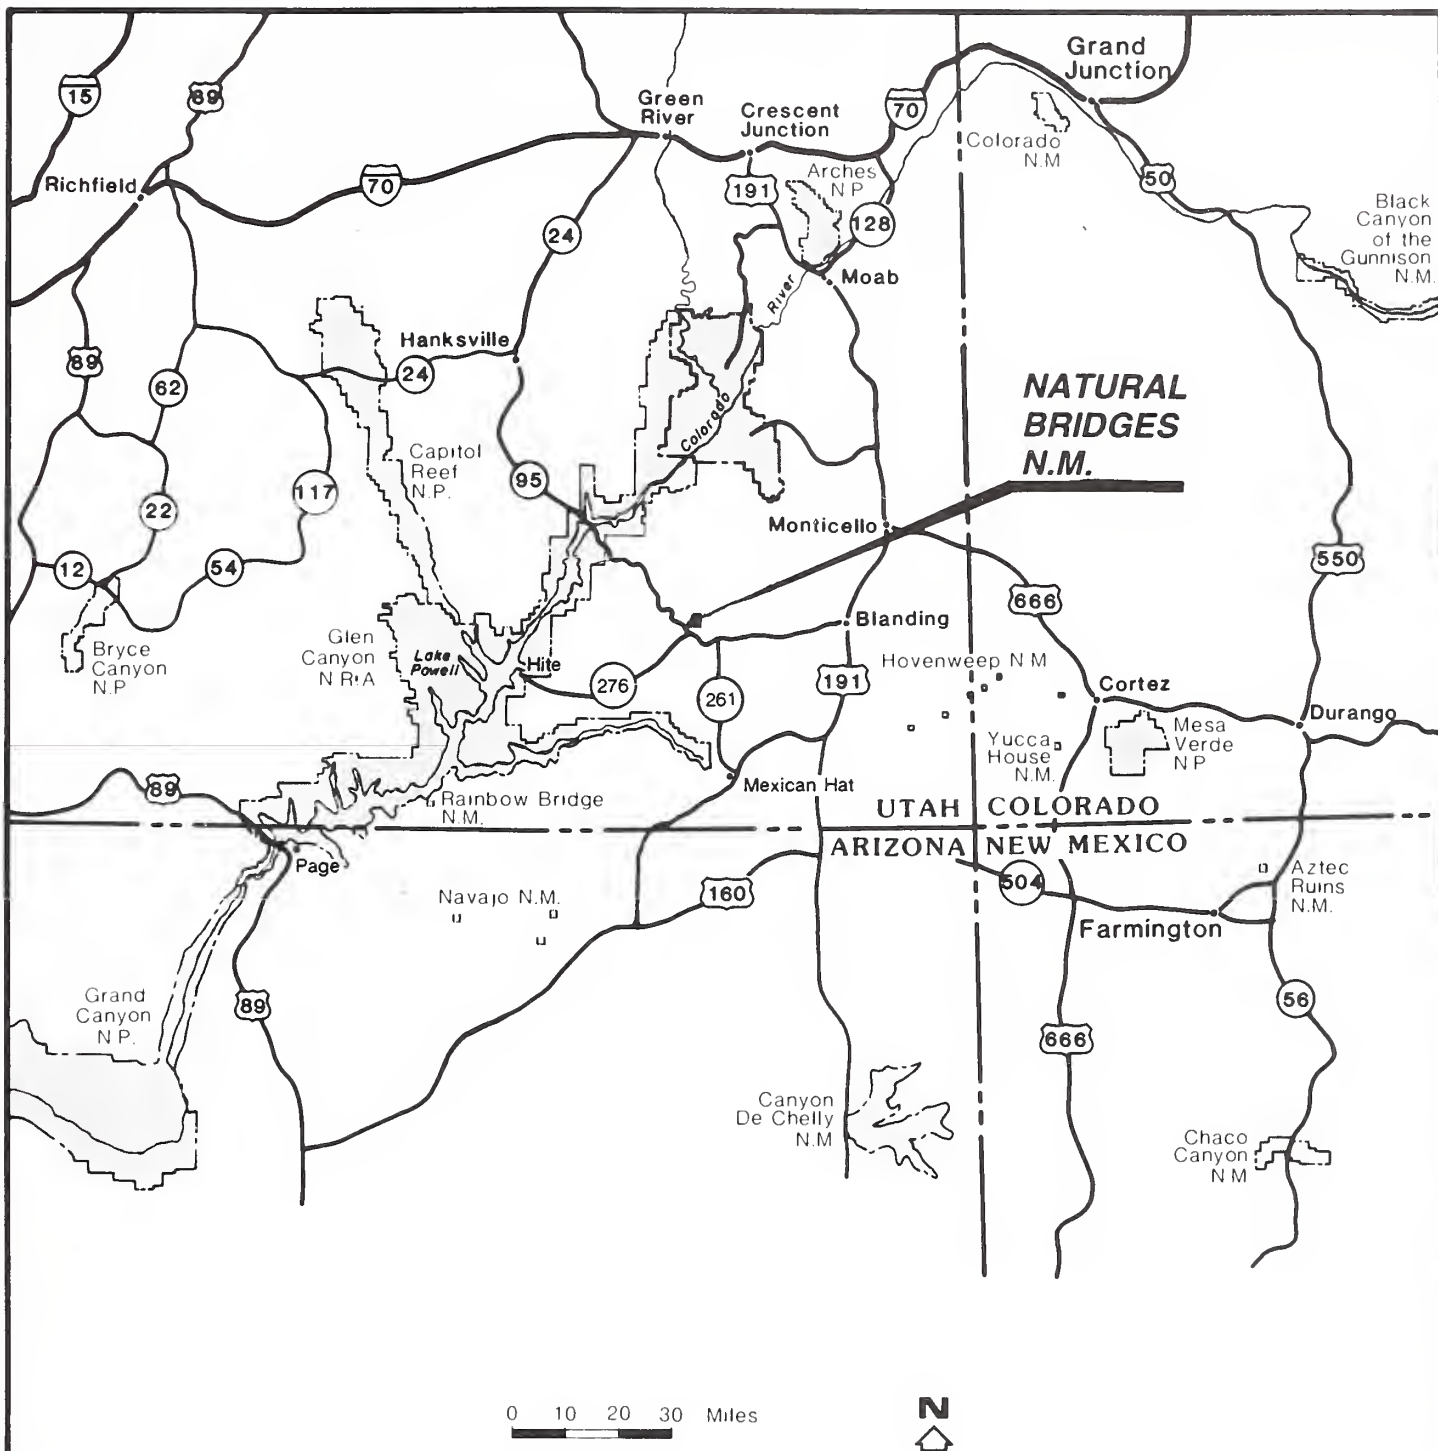 Grand
Junction
15
89
Green
River
Crescent
Junction
70
Colorado
N.M
Richfield
70
191
Arches
N P
50
24
128
Black
Canyon
of the
Gunnison
N.M.
River
Moab
Hanksville
89
62
24
NATURAL
BRIDGES
N.M.
Colorado
Capitol
Reef
N.P.
117
95
22
Monticello
12
54
550
666
Blanding
Bryce
Canyon
N.P
Glen
Canyon
N R A
Lake
Powell
Hite
Hovenweep N M
276
261
191
Cortez
Durango
Mesa
Verde
N P
Yucca
House
N.M.
89
Mexican Hat
Rainbow Bridge
N.M.
UTAH
COLORADO
ARIZONA
NEW MEXICO
Page
160
504
Aztec
Ruins
N.M.
Navajo N.M.
Farmington
Grand
Canyon
N P.
89
56
666
Canyon
De Chelly
N.M
Chaco
Canyon
N M
0 10 20 30 Miles
N